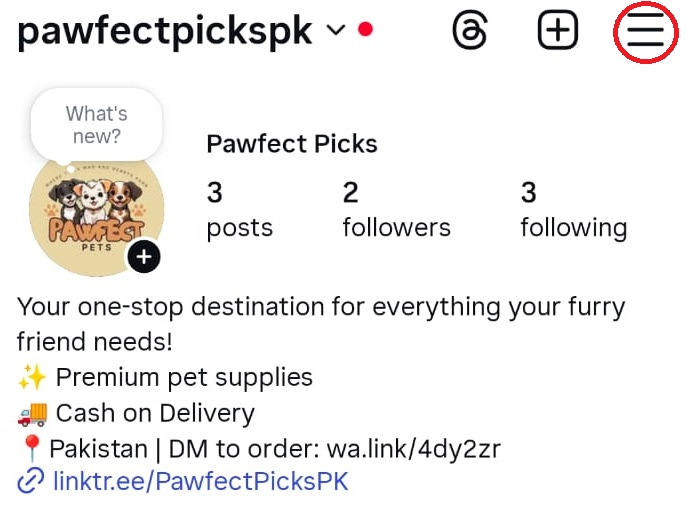 pawfectpickspk
What's
new?
PAWFECT
PETS
Pawfect Picks
3 2 3
posts followers following
Your one-stop destination for everything your furry
friend needs!
✨ Premium pet supplies
🚚 Cash on Delivery
📍Pakistan | DM to order: wa.link/4dy2zr
linktr.ee/PawfectPicksPK